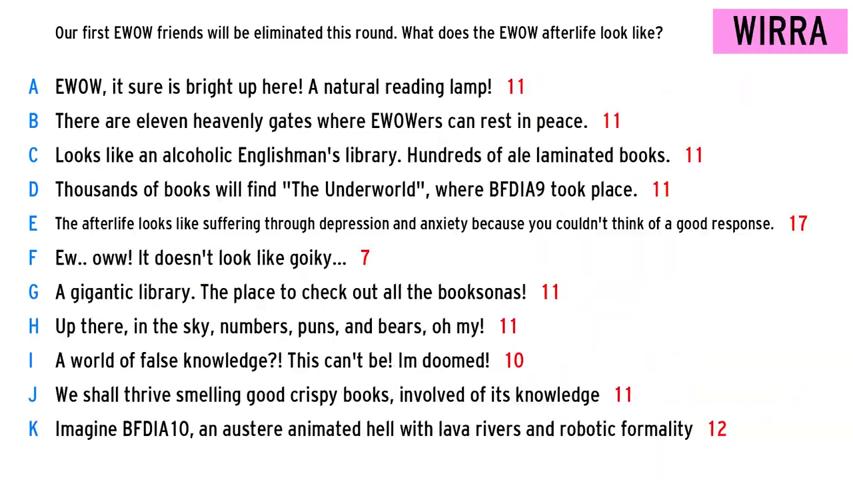 Our first EWOW friends will be eliminated this round. What does the EWOW afterlife look like?
WIRRA
A EWOW, it sure is bright up here! A natural reading lamp! 11
B There are eleven heavenly gates where EWOWers can rest in peace. 11
C Looks like an alcoholic Englishman's library. Hundreds of ale laminated books. 11
D Thousands of books will find "The Underworld", where BFDIA9 took place. 11
E The afterlife looks like suffering through depression and anxiety because you couldn't think of a good response. 17
F Ew.. oww! It doesn't look like goiky... 7
G A gigantic library. The place to check out all the booksonas! 11
H Up there, in the sky, numbers, puns, and bears, oh my! 11
I A world of false knowledge?! This can't be! Im doomed! 10
J We shall thrive smelling good crispy books, involved of its knowledge 11
K Imagine BFDIA10, an austere animated hell with lava rivers and robotic formality 12